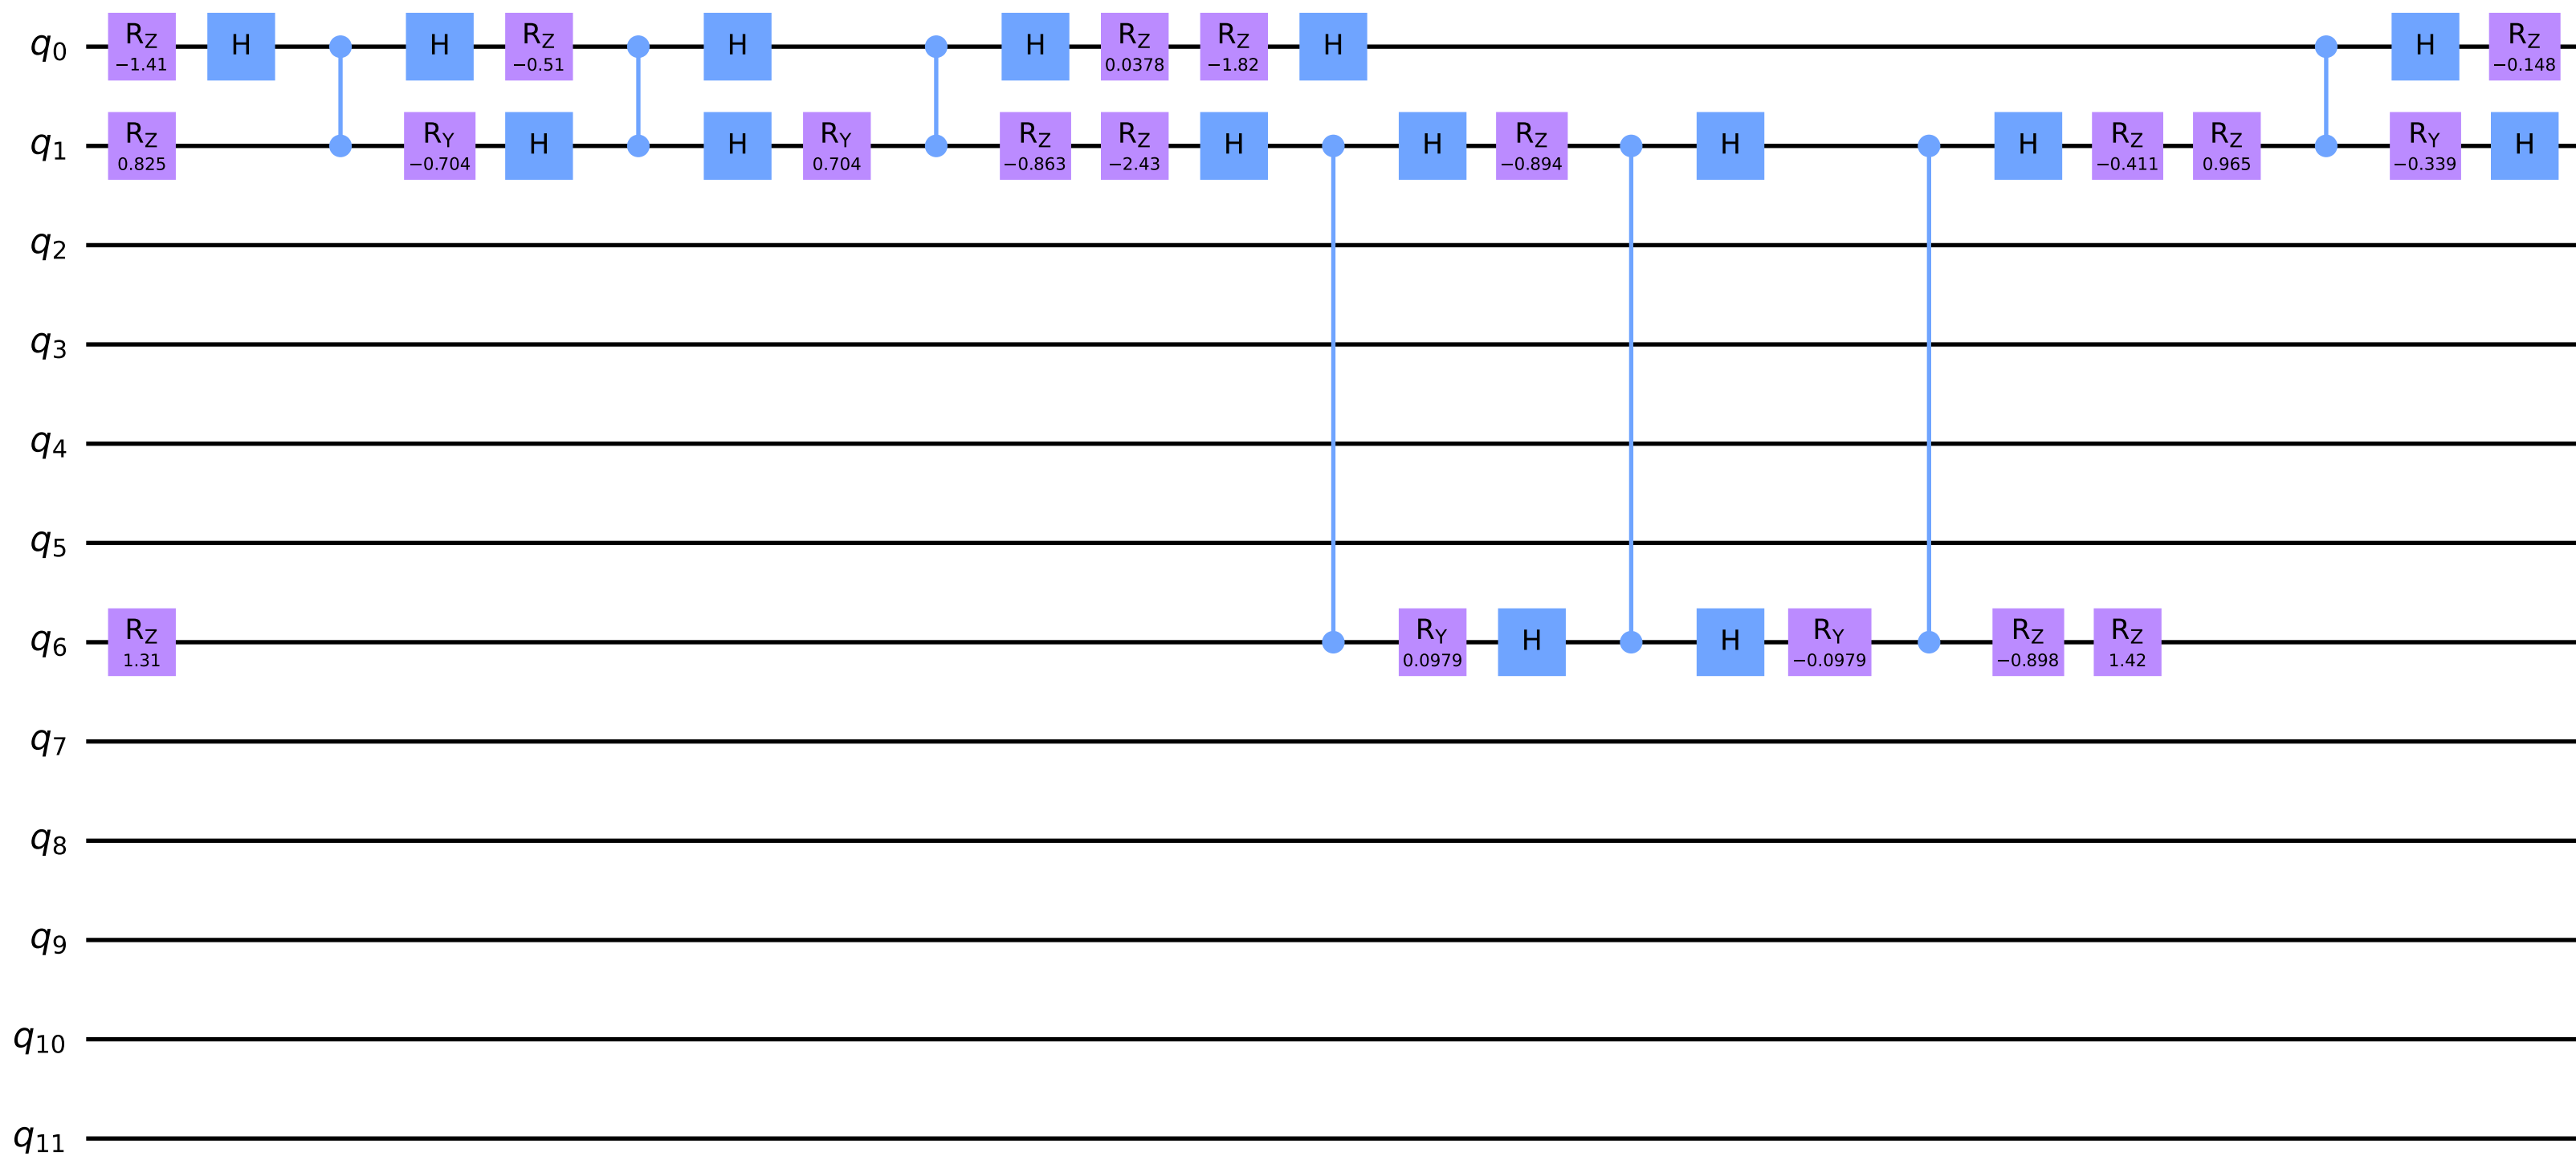 q0 RZ −1.41 H H RZ −0.51 H H RZ 0.0378 RZ −1.82 H H RZ −0.148
q1 RZ 0.825 RY −0.704 H H RY 0.704 RZ −0.863 RZ −2.43 H H RZ −0.894 H H RZ −0.411 RZ 0.965 RY −0.339 H
q2
q3
q4
q5
q6 RZ 1.31 RY 0.0979 H H RY −0.0979 RZ −0.898 RZ 1.42
q7
q8
q9
q10
q11